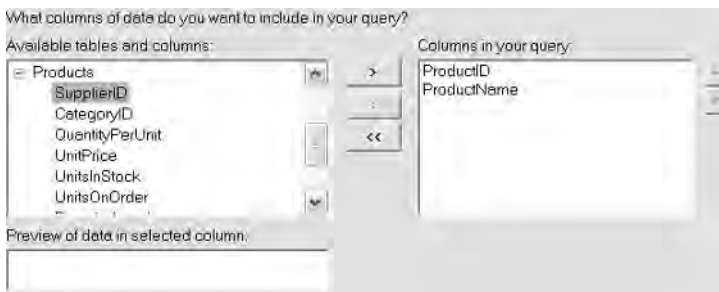 What columns of data do you want to include in your query?
Available tables and columns:
Columns in your query:
Products
SupplierID
CategoryID
QuantityPerUnit
UnitPrice
UnitsInStock
UnitsOnOrder
>
<<
ProductID
ProductName
Preview of data in selected column: